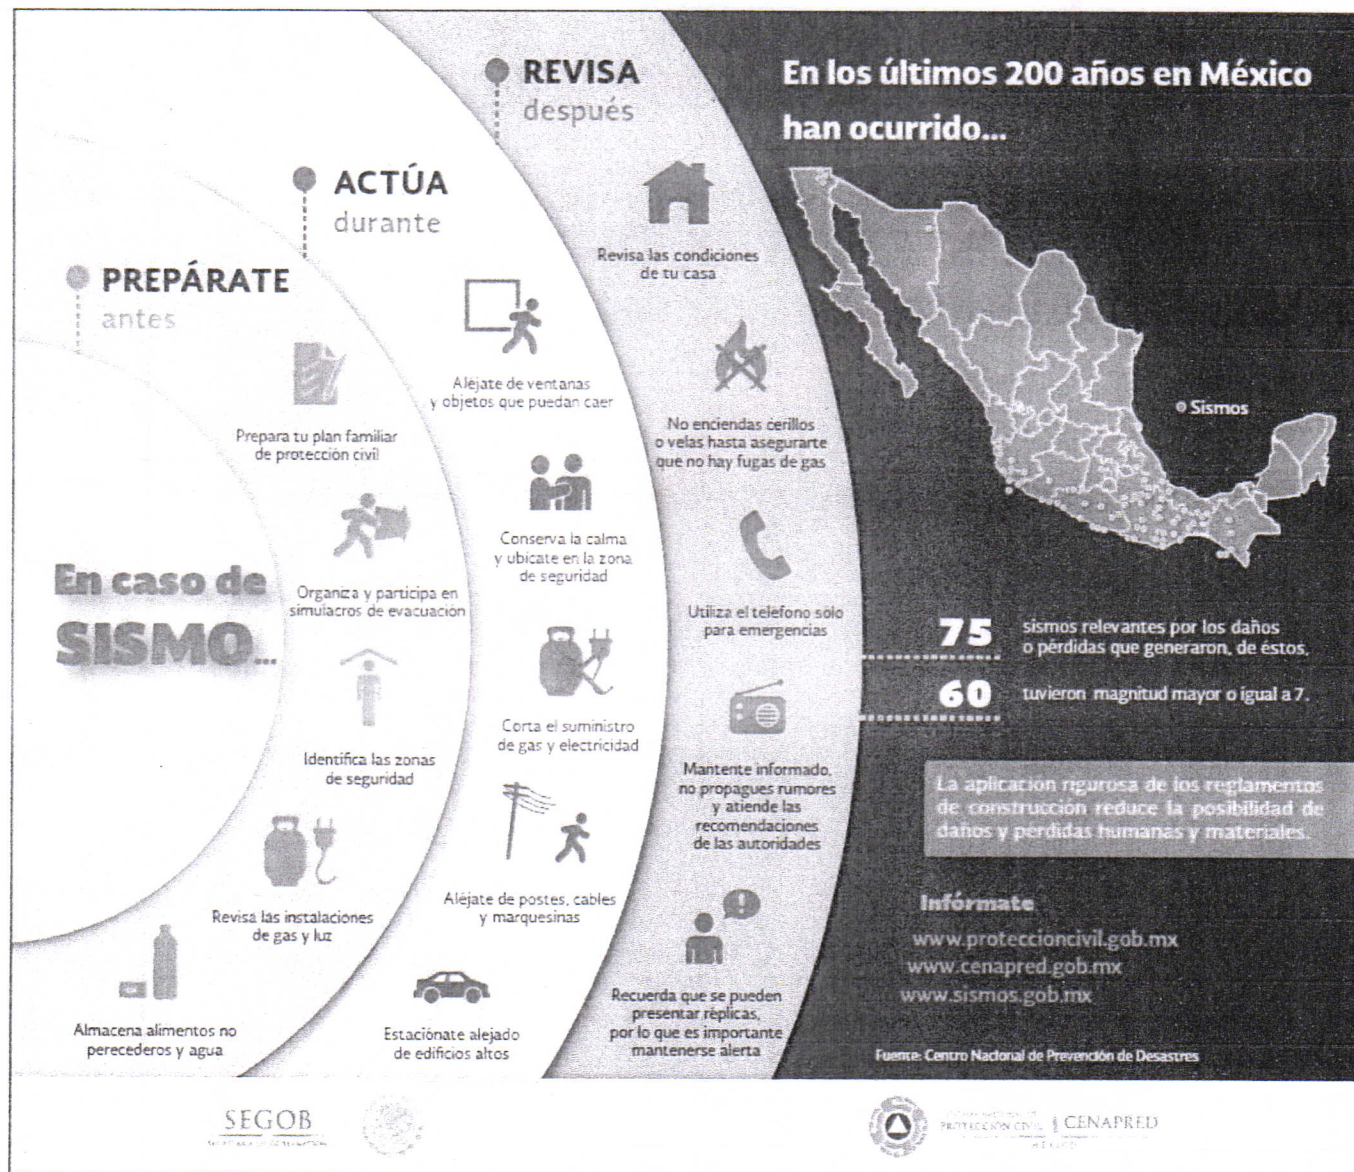 En caso de
SISMO...
PREPÁRATE
antes
Prepara tu plan familiar
de protección civil
Organiza y participa en
simulacros de evacuación
Identifica las zonas
de seguridad
Revisa las instalaciones
de gas y luz
Almacena alimentos no
perecederos y agua
ACTÚA
durante
Aléjate de ventanas
y objetos que puedan caer
Conserva la calma
y ubícate en la zona
de seguridad
Corta el suministro
de gas y electricidad
Aléjate de postes, cables
y marquesinas
Estaciónate alejado
de edificios altos
REVISA
después
Revisa las condiciones
de tu casa
No enciendas cerillos
o velas hasta asegurarte
que no hay fugas de gas
Utiliza el teléfono sólo
para emergencias
Mantente informado,
no propagues rumores
y atiende las
recomendaciones
de las autoridades
Recuerda que se pueden
presentar réplicas,
por lo que es importante
mantenerse alerta
En los últimos 200 años en México
han ocurrido...
Sismos
75 sismos relevantes por los daños
o pérdidas que generaron, de éstos,
60 tuvieron magnitud mayor o igual a 7.
La aplicación rigurosa de los reglamentos
de construcción reduce la posibilidad de
daños y perdidas humanas y materiales.
Infórmate
www.proteccioncivil.gob.mx
www.cenapred.gob.mx
www.sismos.gob.mx
Fuente: Centro Nacional de Prevención de Desastres
SEGOB
PROTECCIÓN CIVIL
MÉXICO
CENAPRED